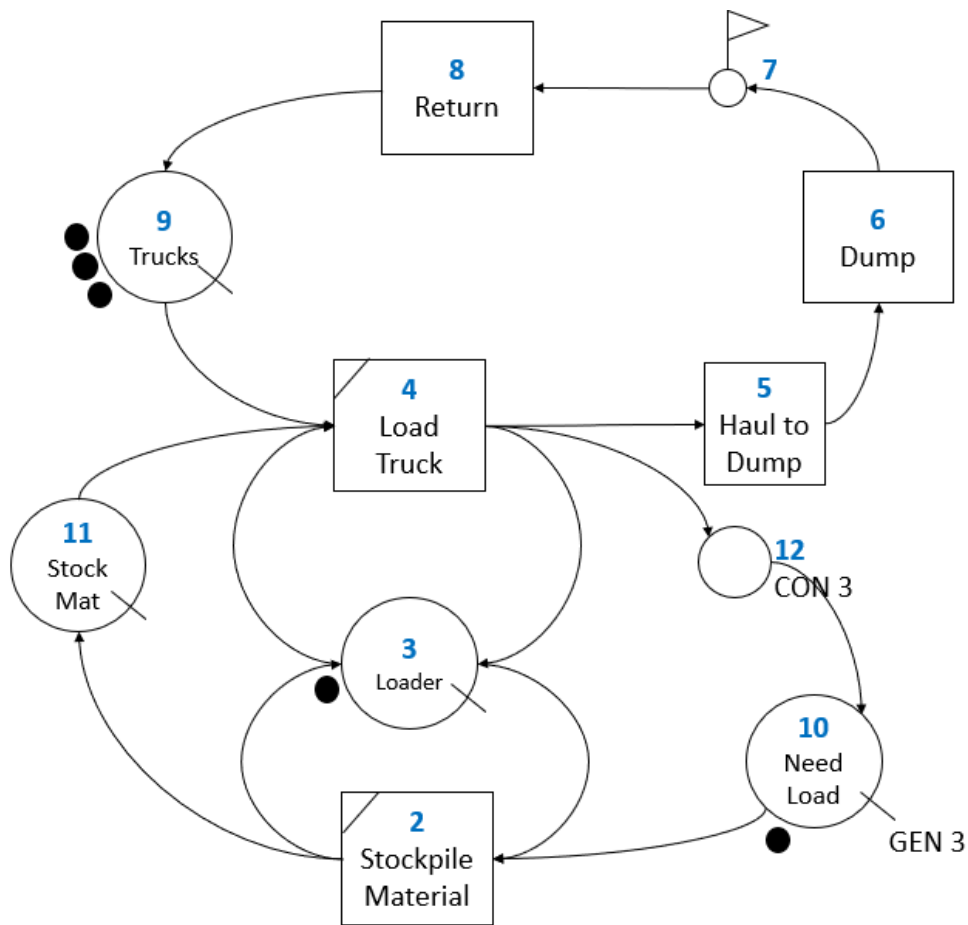 8
Return
7
9
Trucks
6
Dump
4
Load
Truck
5
Haul to
Dump
11
Stock
Mat
12
CON 3
3
Loader
10
Need
Load
GEN 3
2
Stockpile
Material